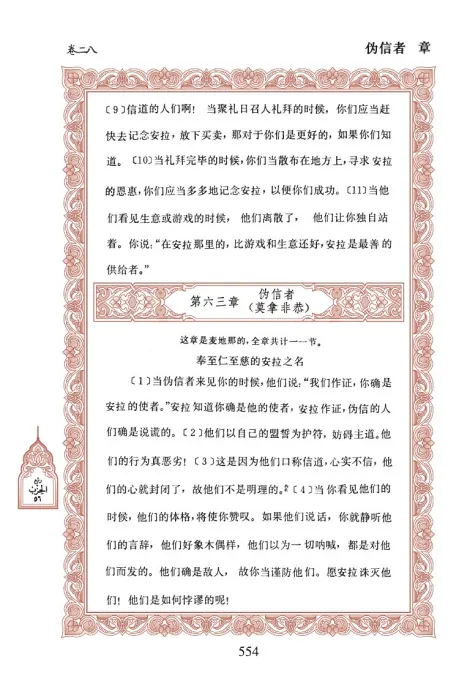 卷二八
伪信者 章
〔9〕信道的人们啊! 当聚礼日召人礼拜的时候, 你们应当赶
快去记念安拉, 放下买卖, 那对于你们是更好的, 如果你们知
道。〔10〕当礼拜完毕的时候, 你们当散布在地方上, 寻求安拉
的恩惠, 你们应当多多地记念安拉, 以便你们成功。〔11〕当他
们看见生意或游戏的时候, 他们离散了, 他们让你独自站
着。你说:“在安拉那里的, 比游戏和生意还好, 安拉是最善的
供给者。”
第六三章 伪信者
(莫拿非恭)
这章是麦地那的, 全章共计一一节。
奉至仁至慈的安拉之名
〔1〕当伪信者来见你的时候, 他们说:“我们作证, 你确是
安拉的使者。”安拉知道你确是他的使者, 安拉作证, 伪信的人
们确是说谎的。〔2〕他们以自己的盟誓为护符, 妨碍主道。他
们的行为真恶劣! 〔3〕这是因为他们口称信道, 心实不信, 他
们的心就封闭了, 故他们不是明理的。〔4〕当你看见他们的
时候, 他们的体格, 将使你赞叹。如果他们说话, 你就静听他
们的言辞, 他们好象木偶样, 他们以为一切呐喊, 都是对他
们而发的。他们确是敌人, 故你当谨防他们。愿安拉诛灭他
们! 他们是如何悖谬的呢!
الحزب
٥٦
554